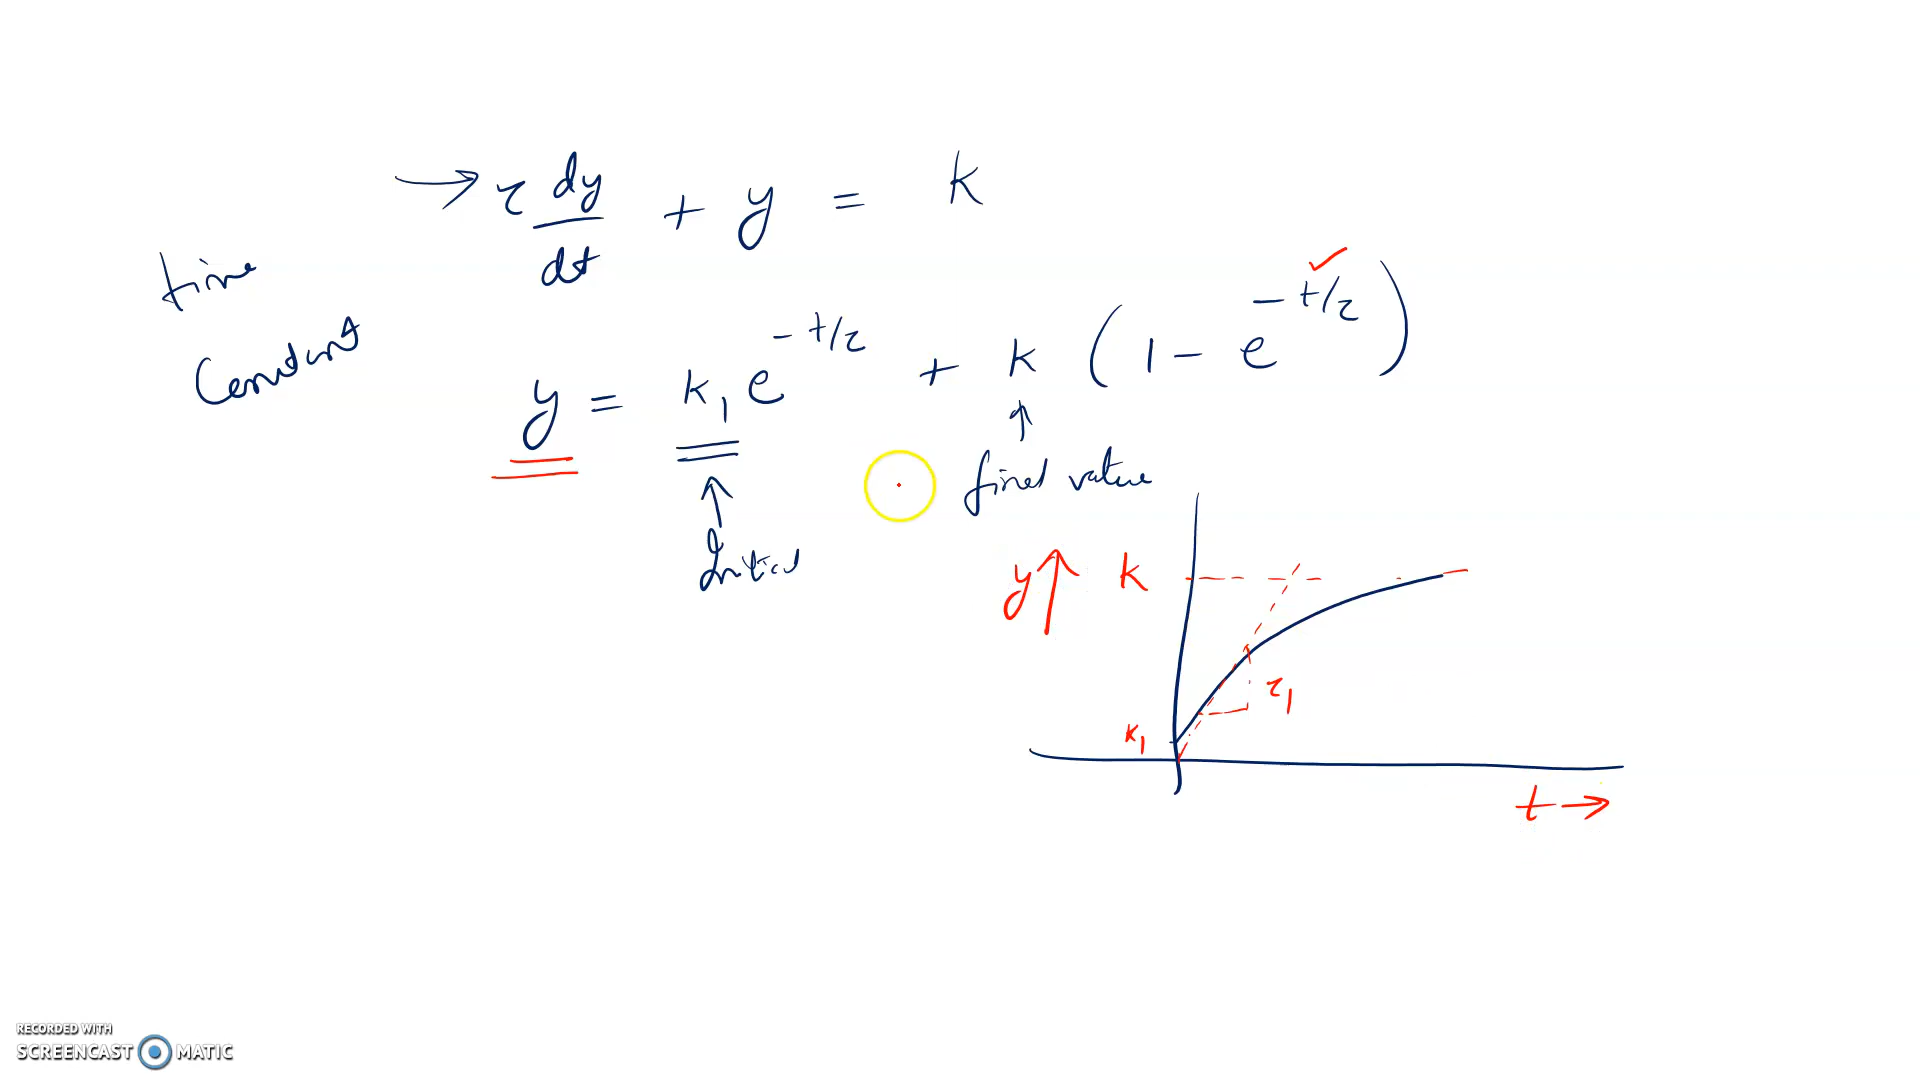 → τ dy/dt + y = k
time
constant
y = k₁ e^(-t/τ) + k (1 - e^(-t/τ))
↑ ↑
Initial final value
y ↑ k
τ₁
k₁
t →
RECORDED WITH
SCREENCAST MATIC